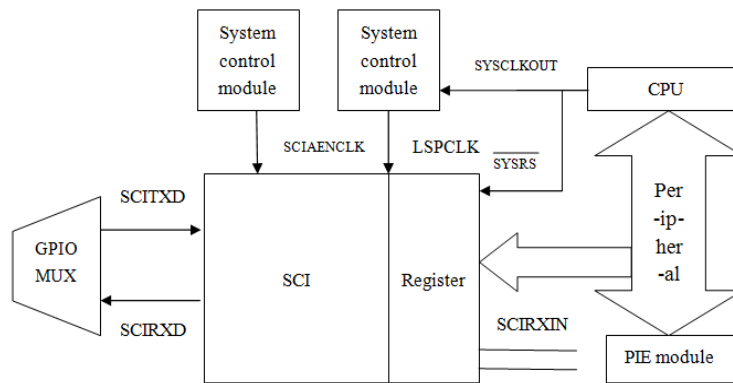 System
control
module
System
control
module
SYSCLKOUT
CPU
SCIAENCLK
LSPCLK
SYSRS
SCITXD
GPIO
MUX
SCI
Register
Per
-ip-
her
-al
SCIRXD
SCIRXIN
PIE module